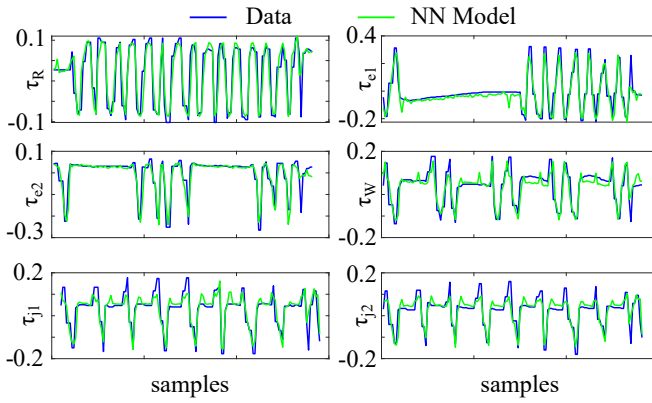 Data NN Model
0.1
τR
-0.1
0.4
τe1
-0.2
0.1
τs2
-0.3
0.2
τW
-0.2
0.2
τj1
-0.2
samples
0.2
τj2
-0.2
samples